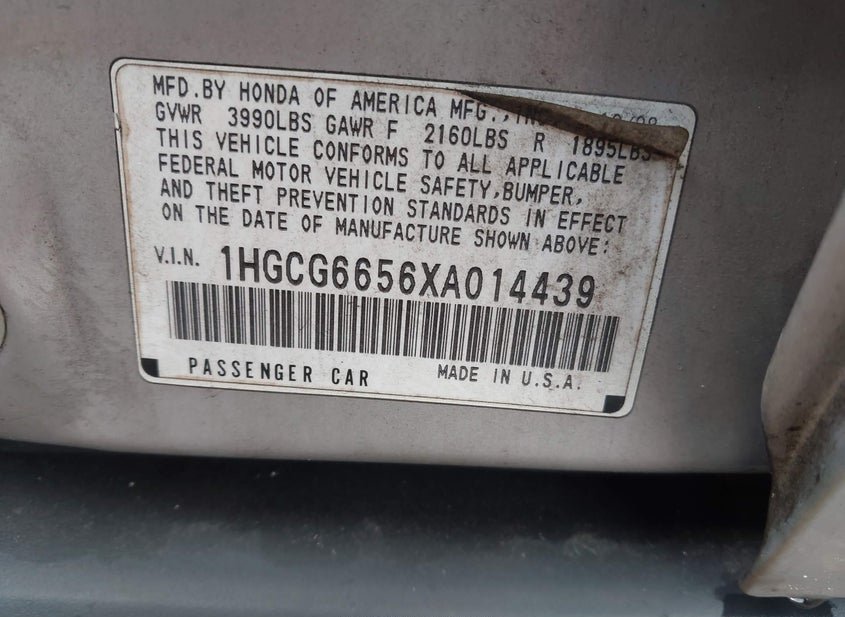 MFD.BY HONDA OF AMERICA MFG.,INC.
GVWR 3990LBS GAWR F 2160LBS R 1895LBS
THIS VEHICLE CONFORMS TO ALL APPLICABLE
FEDERAL MOTOR VEHICLE SAFETY,BUMPER,
AND THEFT PREVENTION STANDARDS IN EFFECT
ON THE DATE OF MANUFACTURE SHOWN ABOVE:
V.I.N. 1HGCG6656XA014439
PASSENGER CAR MADE IN U.S.A.